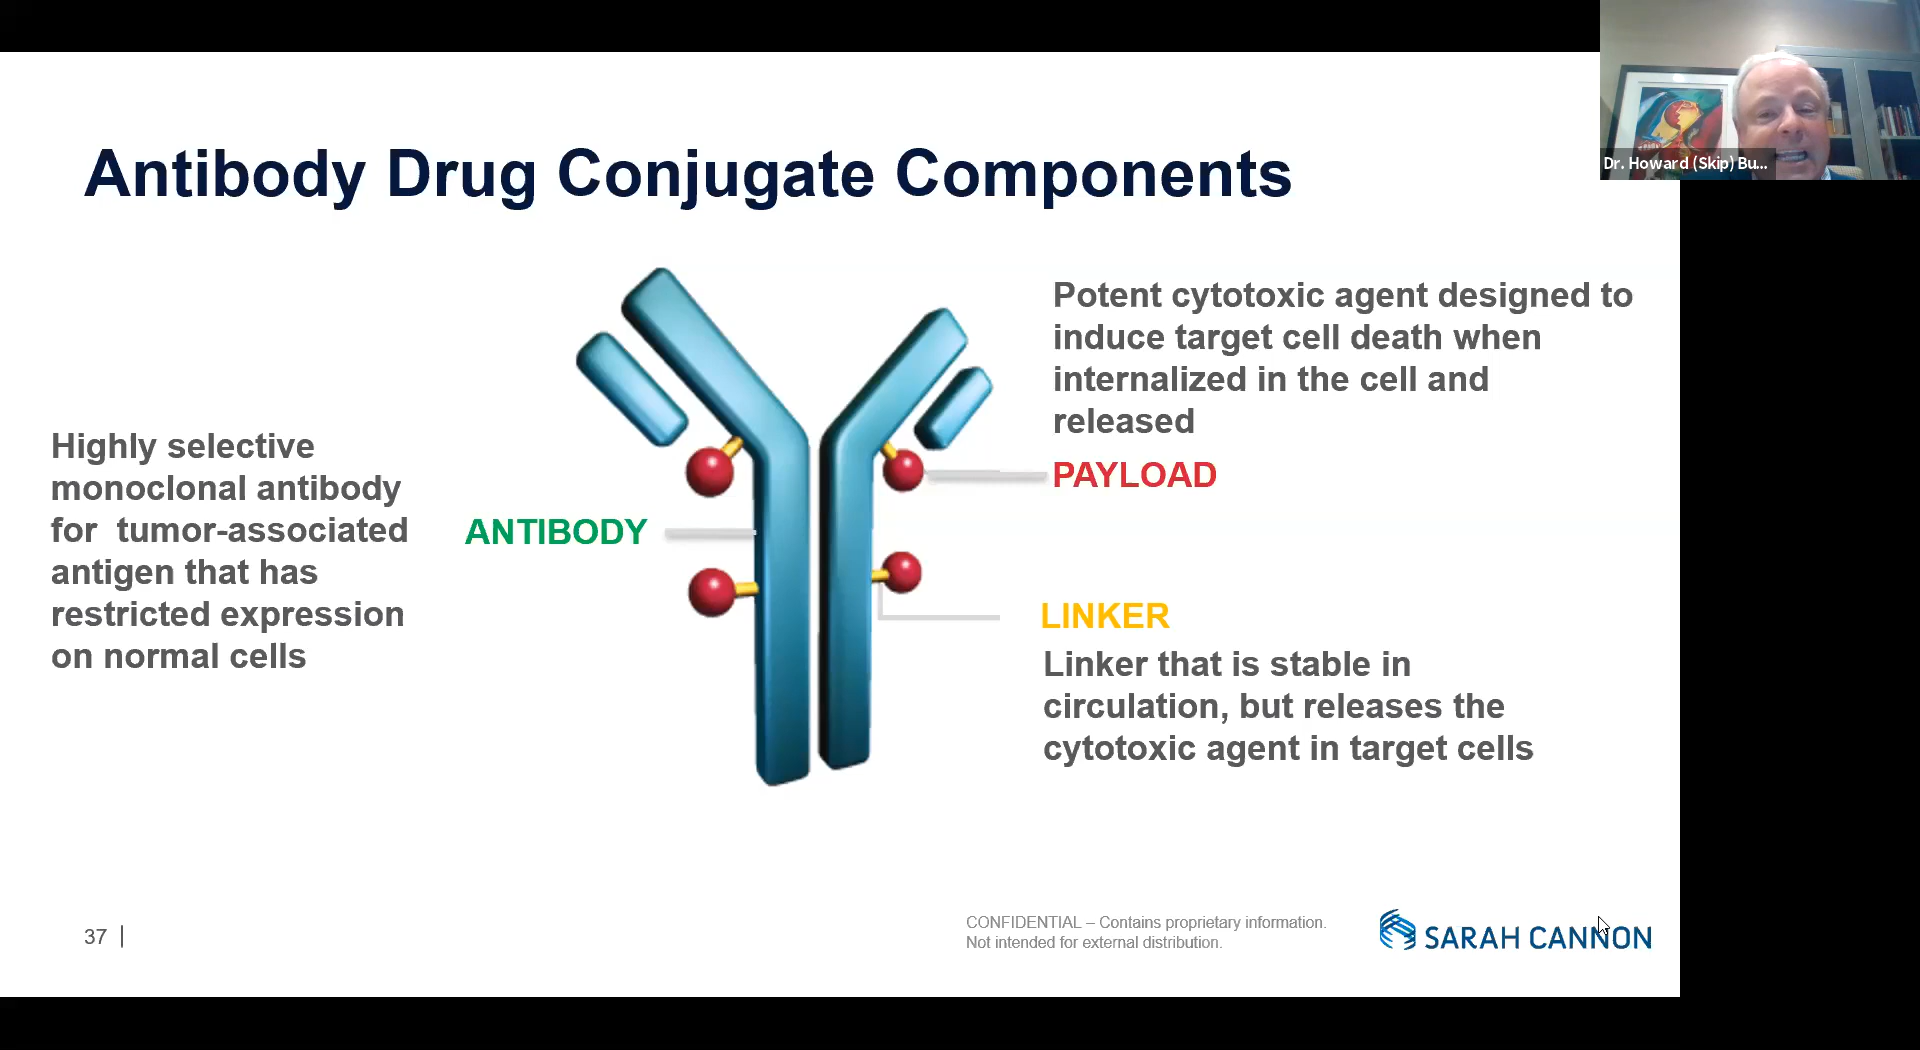 Dr. Howard (Skip) Bu...
Antibody Drug Conjugate Components
Highly selective
monoclonal antibody
for  tumor-associated
antigen that has
restricted expression
on normal cells
ANTIBODY
Potent cytotoxic agent designed to
induce target cell death when
internalized in the cell and
released
PAYLOAD
LINKER
Linker that is stable in
circulation, but releases the
cytotoxic agent in target cells
37 |
CONFIDENTIAL – Contains proprietary information.
Not intended for external distribution.
SARAH CANNON